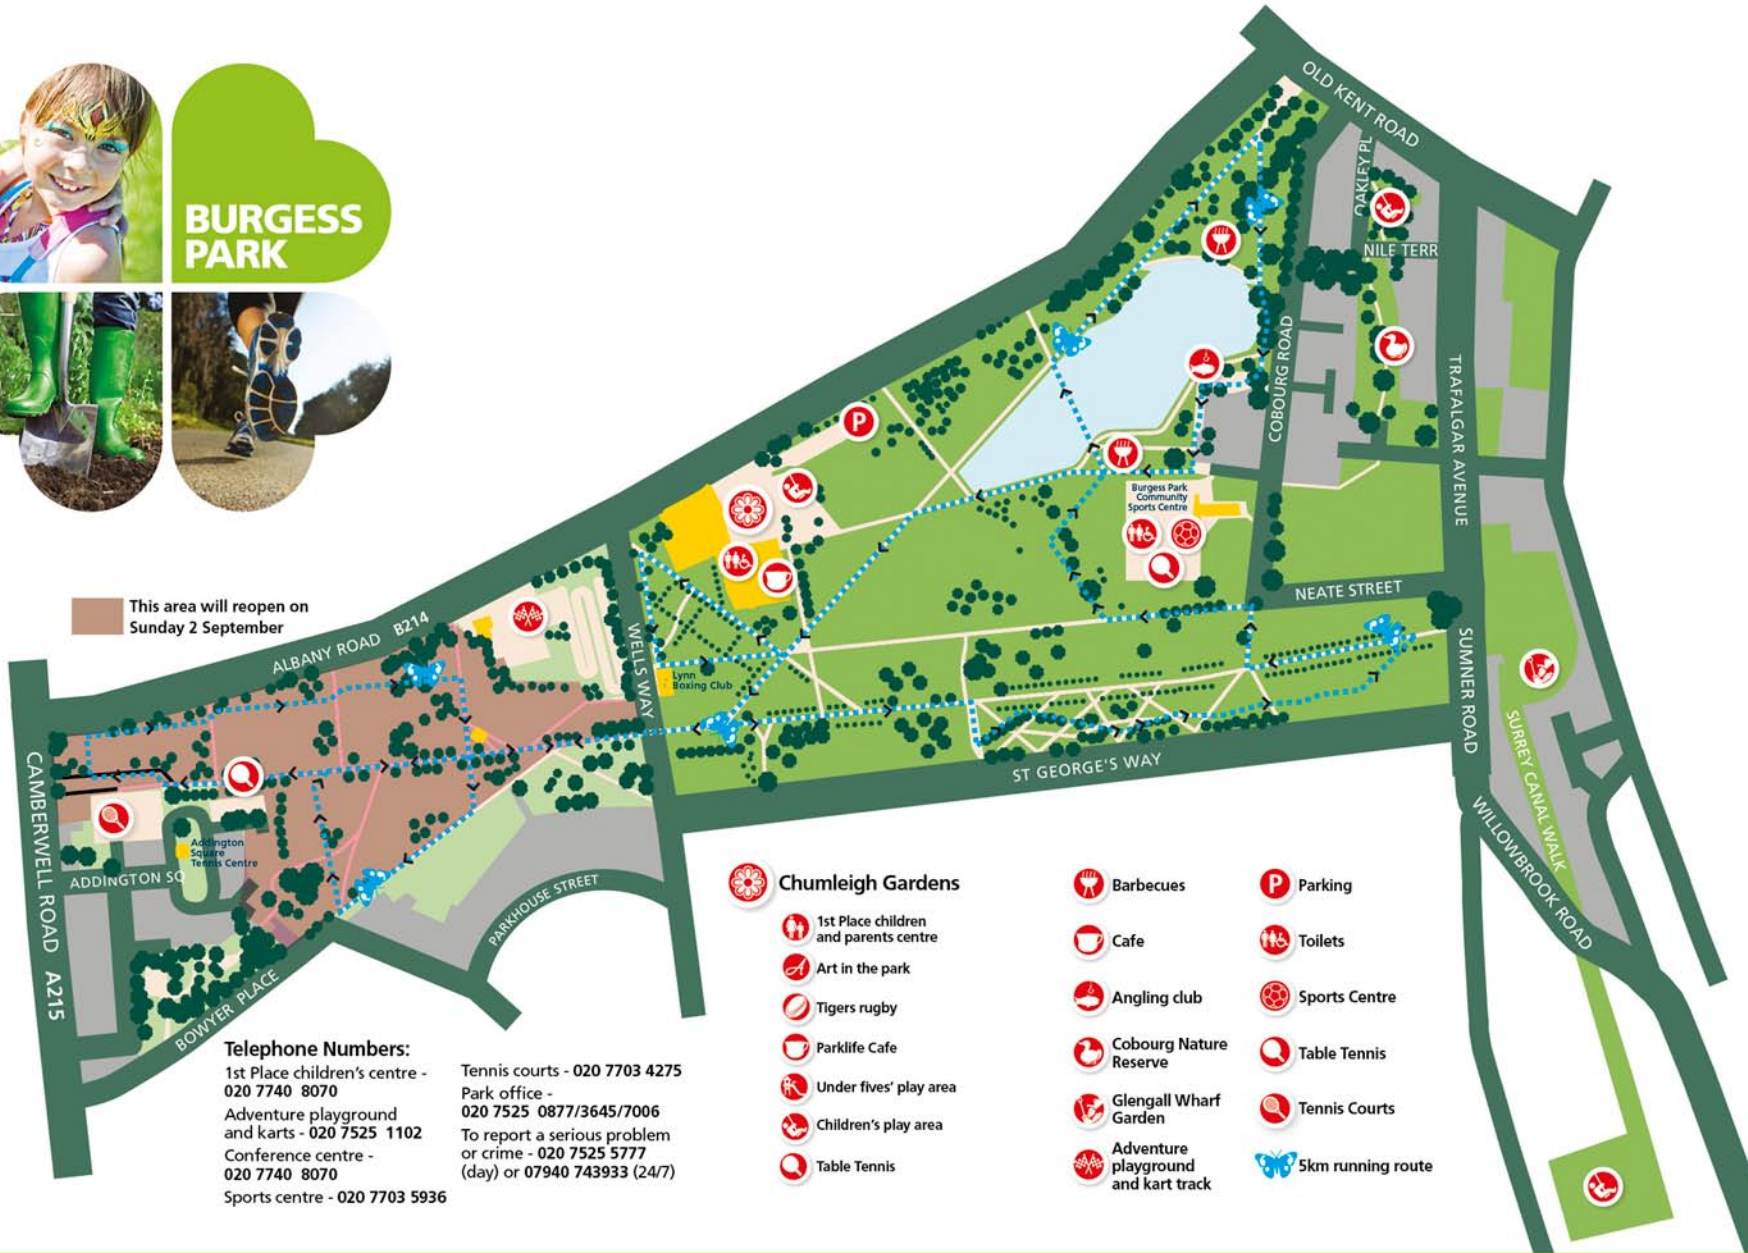 BURGESS
PARK
This area will reopen on
Sunday 2 September
OLD KENT ROAD
OAKLEY PL
NILE TERR
COBOURG ROAD
TRAFALGAR AVENUE
Burgess Park
Community
Sports Centre
NEATE STREET
ALBANY ROAD B214
WELLS WAY
Lynn
Boxing Club
SUMNER ROAD
ST GEORGE'S WAY
SURREY CANAL WALK
WILLOWBROOK ROAD
CAMBERWELL ROAD A215
Addington
Square
Tennis Centre
ADDINGTON SQ
PARKHOUSE STREET
BOWYER PLACE
P
Telephone Numbers:
1st Place children's centre -
020 7740 8070
Adventure playground
and karts - 020 7525 1102
Conference centre -
020 7740 8070
Sports centre - 020 7703 5936
Tennis courts - 020 7703 4275
Park office -
020 7525 0877/3645/7006
To report a serious problem
or crime - 020 7525 5777
(day) or 07940 743933 (24/7)
Chumleigh Gardens
1st Place children
and parents centre
A Art in the park
Tigers rugby
Parklife Cafe
Under fives' play area
Children's play area
Table Tennis
Barbecues
Cafe
Angling club
Cobourg Nature
Reserve
Glengall Wharf
Garden
Adventure
playground
and kart track
P Parking
Toilets
Sports Centre
Table Tennis
Tennis Courts
5km running route